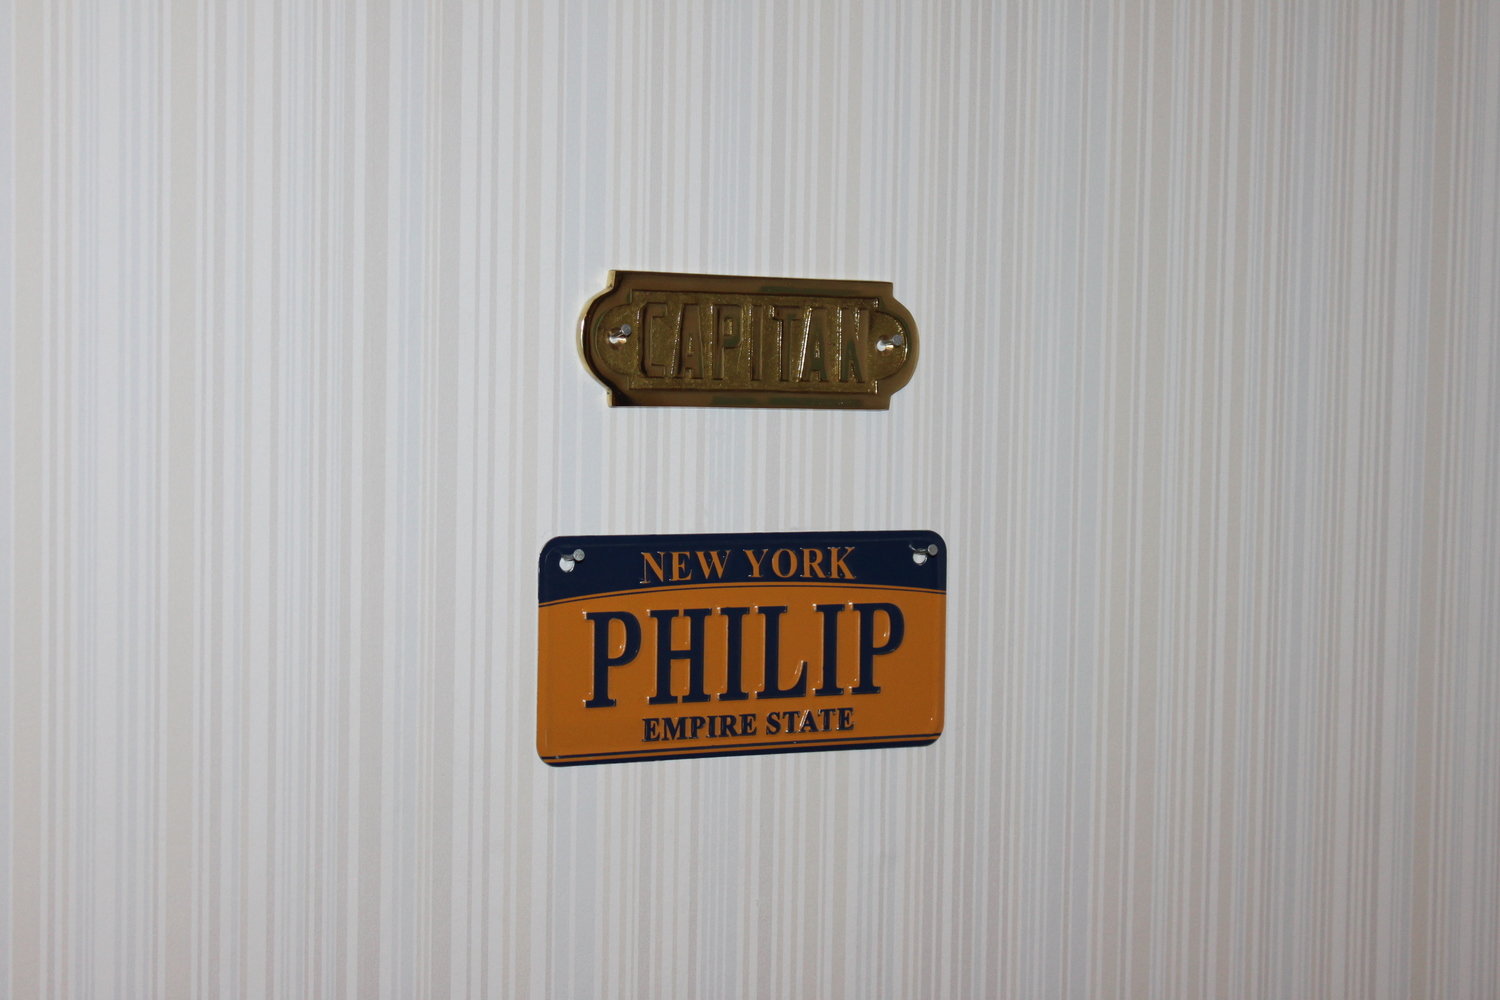 CAPITAN
NEW YORK
PHILIP
EMPIRE STATE